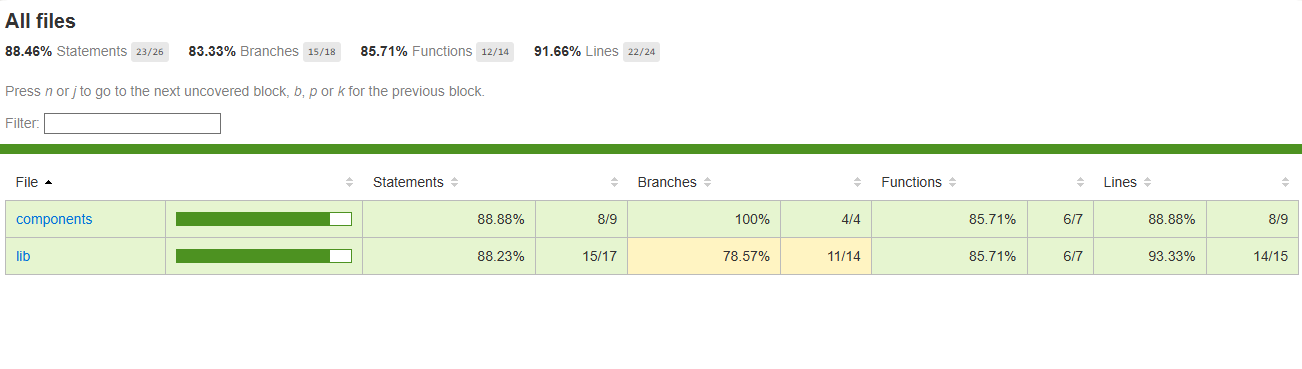 All files
88.46% Statements 23/26 83.33% Branches 15/18 85.71% Functions 12/14 91.66% Lines 22/24
Press n or j to go to the next uncovered block, b, p or k for the previous block.
Filter:
File Statements Branches Functions Lines
components 88.88% 8/9 100% 4/4 85.71% 6/7 88.88% 8/9
lib 88.23% 15/17 78.57% 11/14 85.71% 6/7 93.33% 14/15